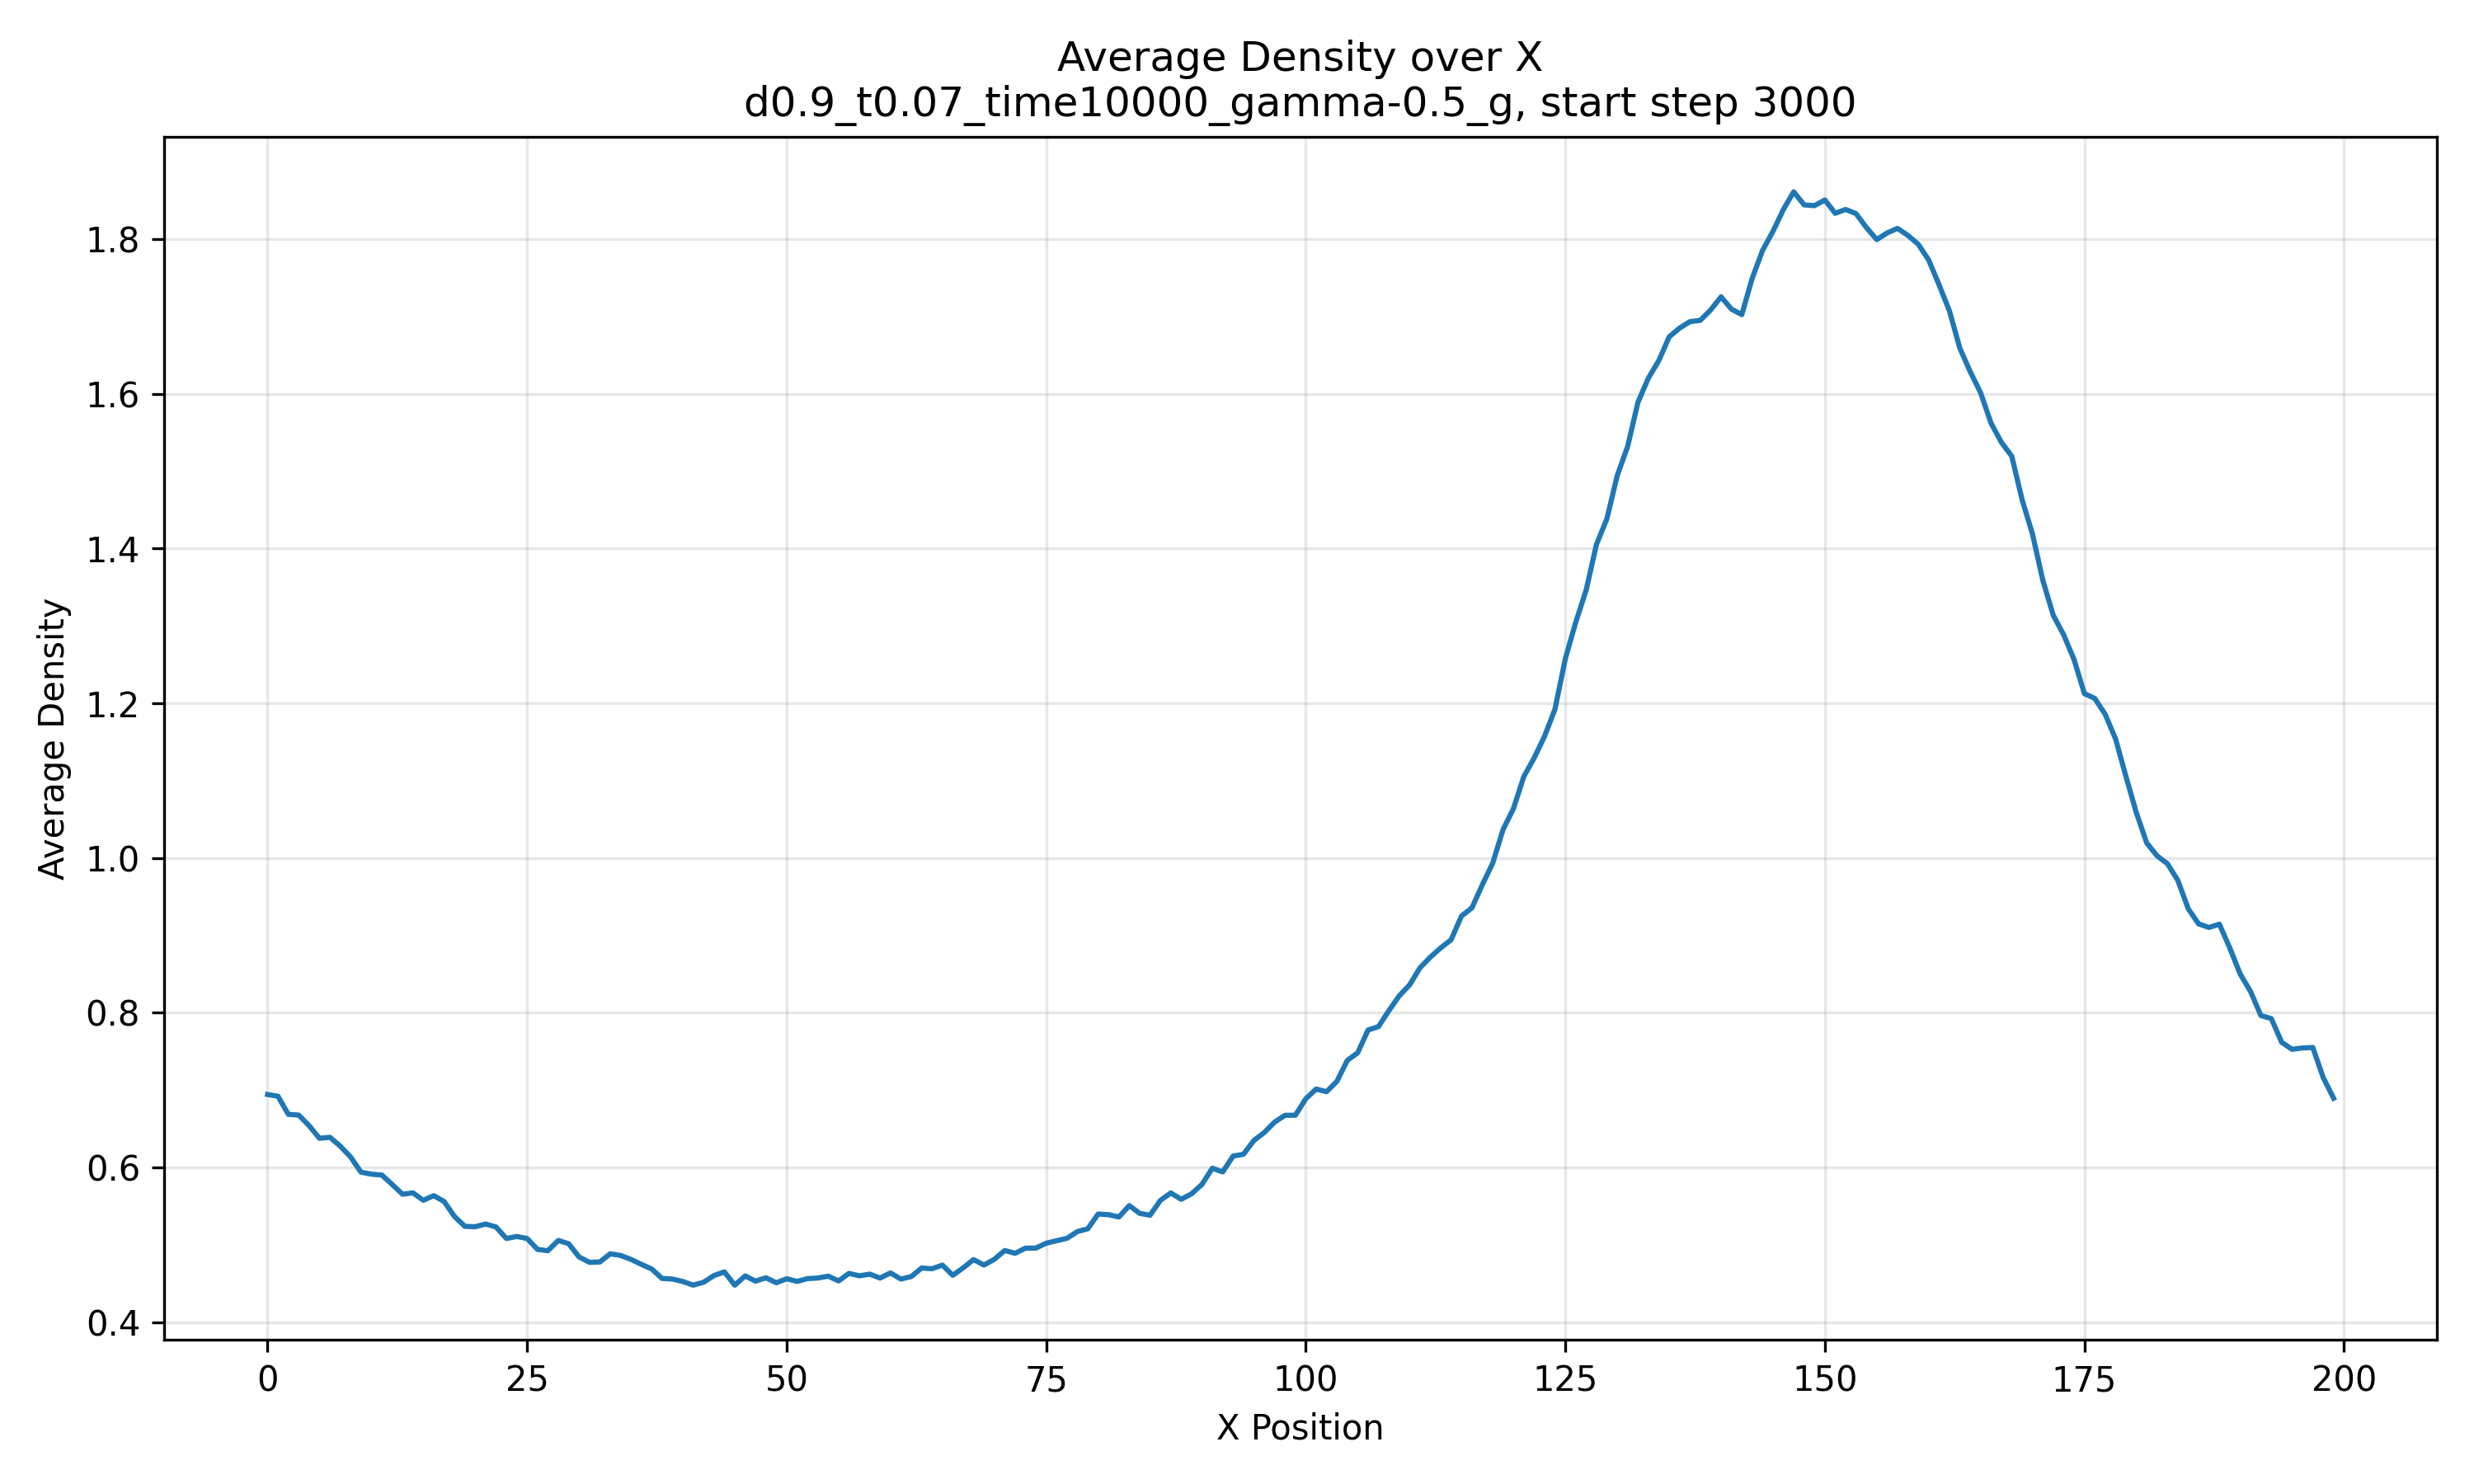 Average Density over X
d0.9_t0.07_time10000_gamma-0.5_g, start step 3000
Average Density
1.8
1.6
1.4
1.2
1.0
0.8
0.6
0.4
0 25 50 75 100 125 150 175 200
X Position